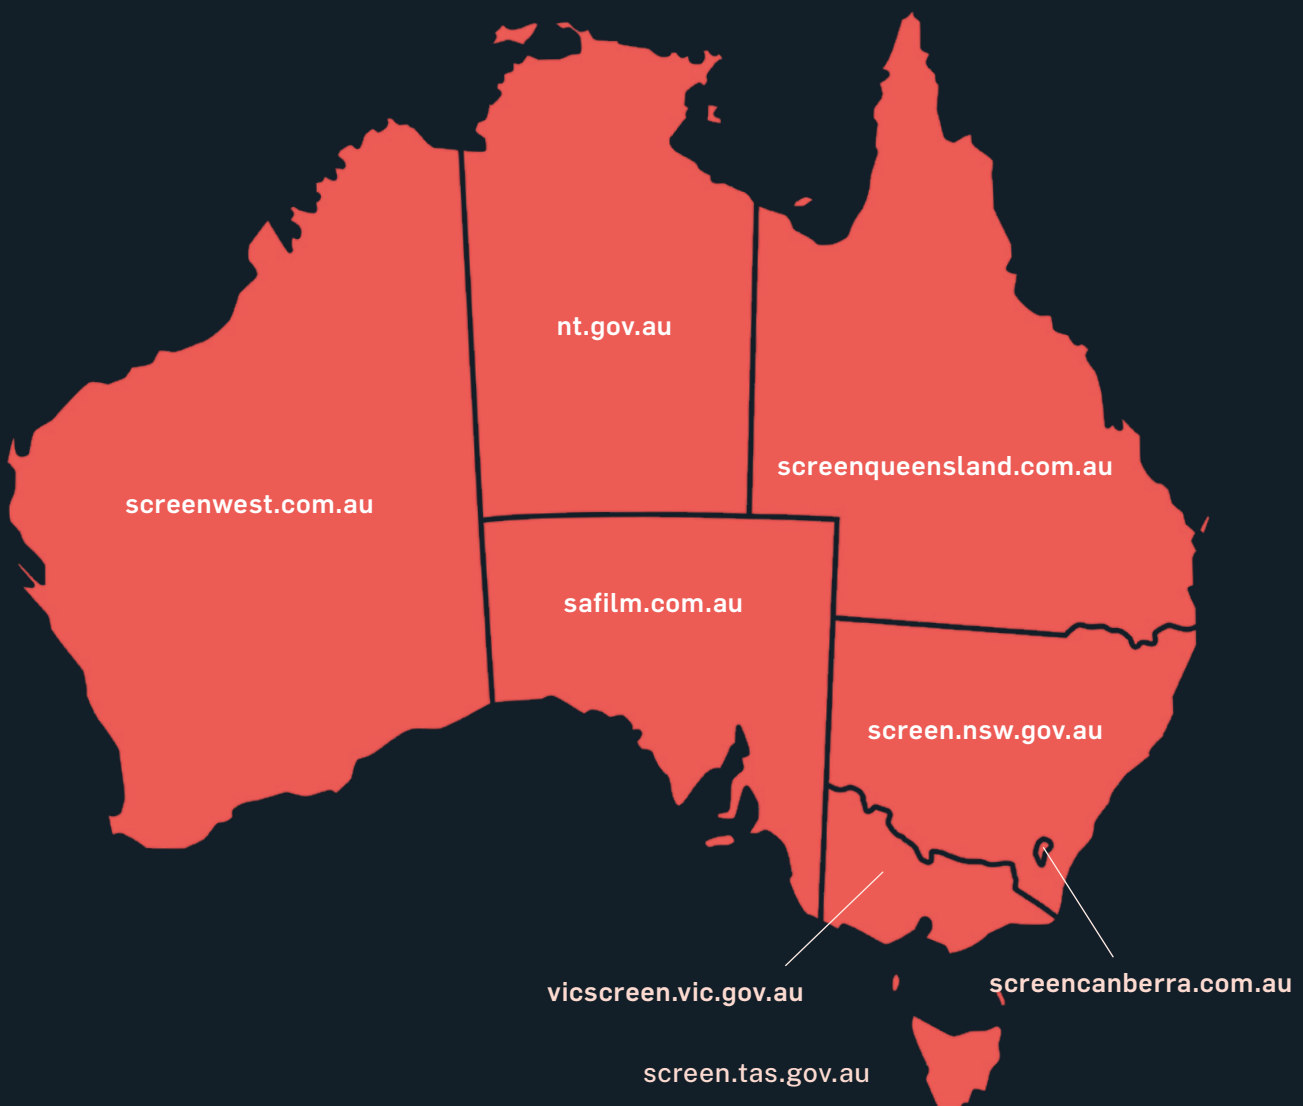 nt.gov.au
screenqueensland.com.au
screenwest.com.au
safilm.com.au
screen.nsw.gov.au
vicscreen.vic.gov.au
screencanberra.com.au
screen.tas.gov.au